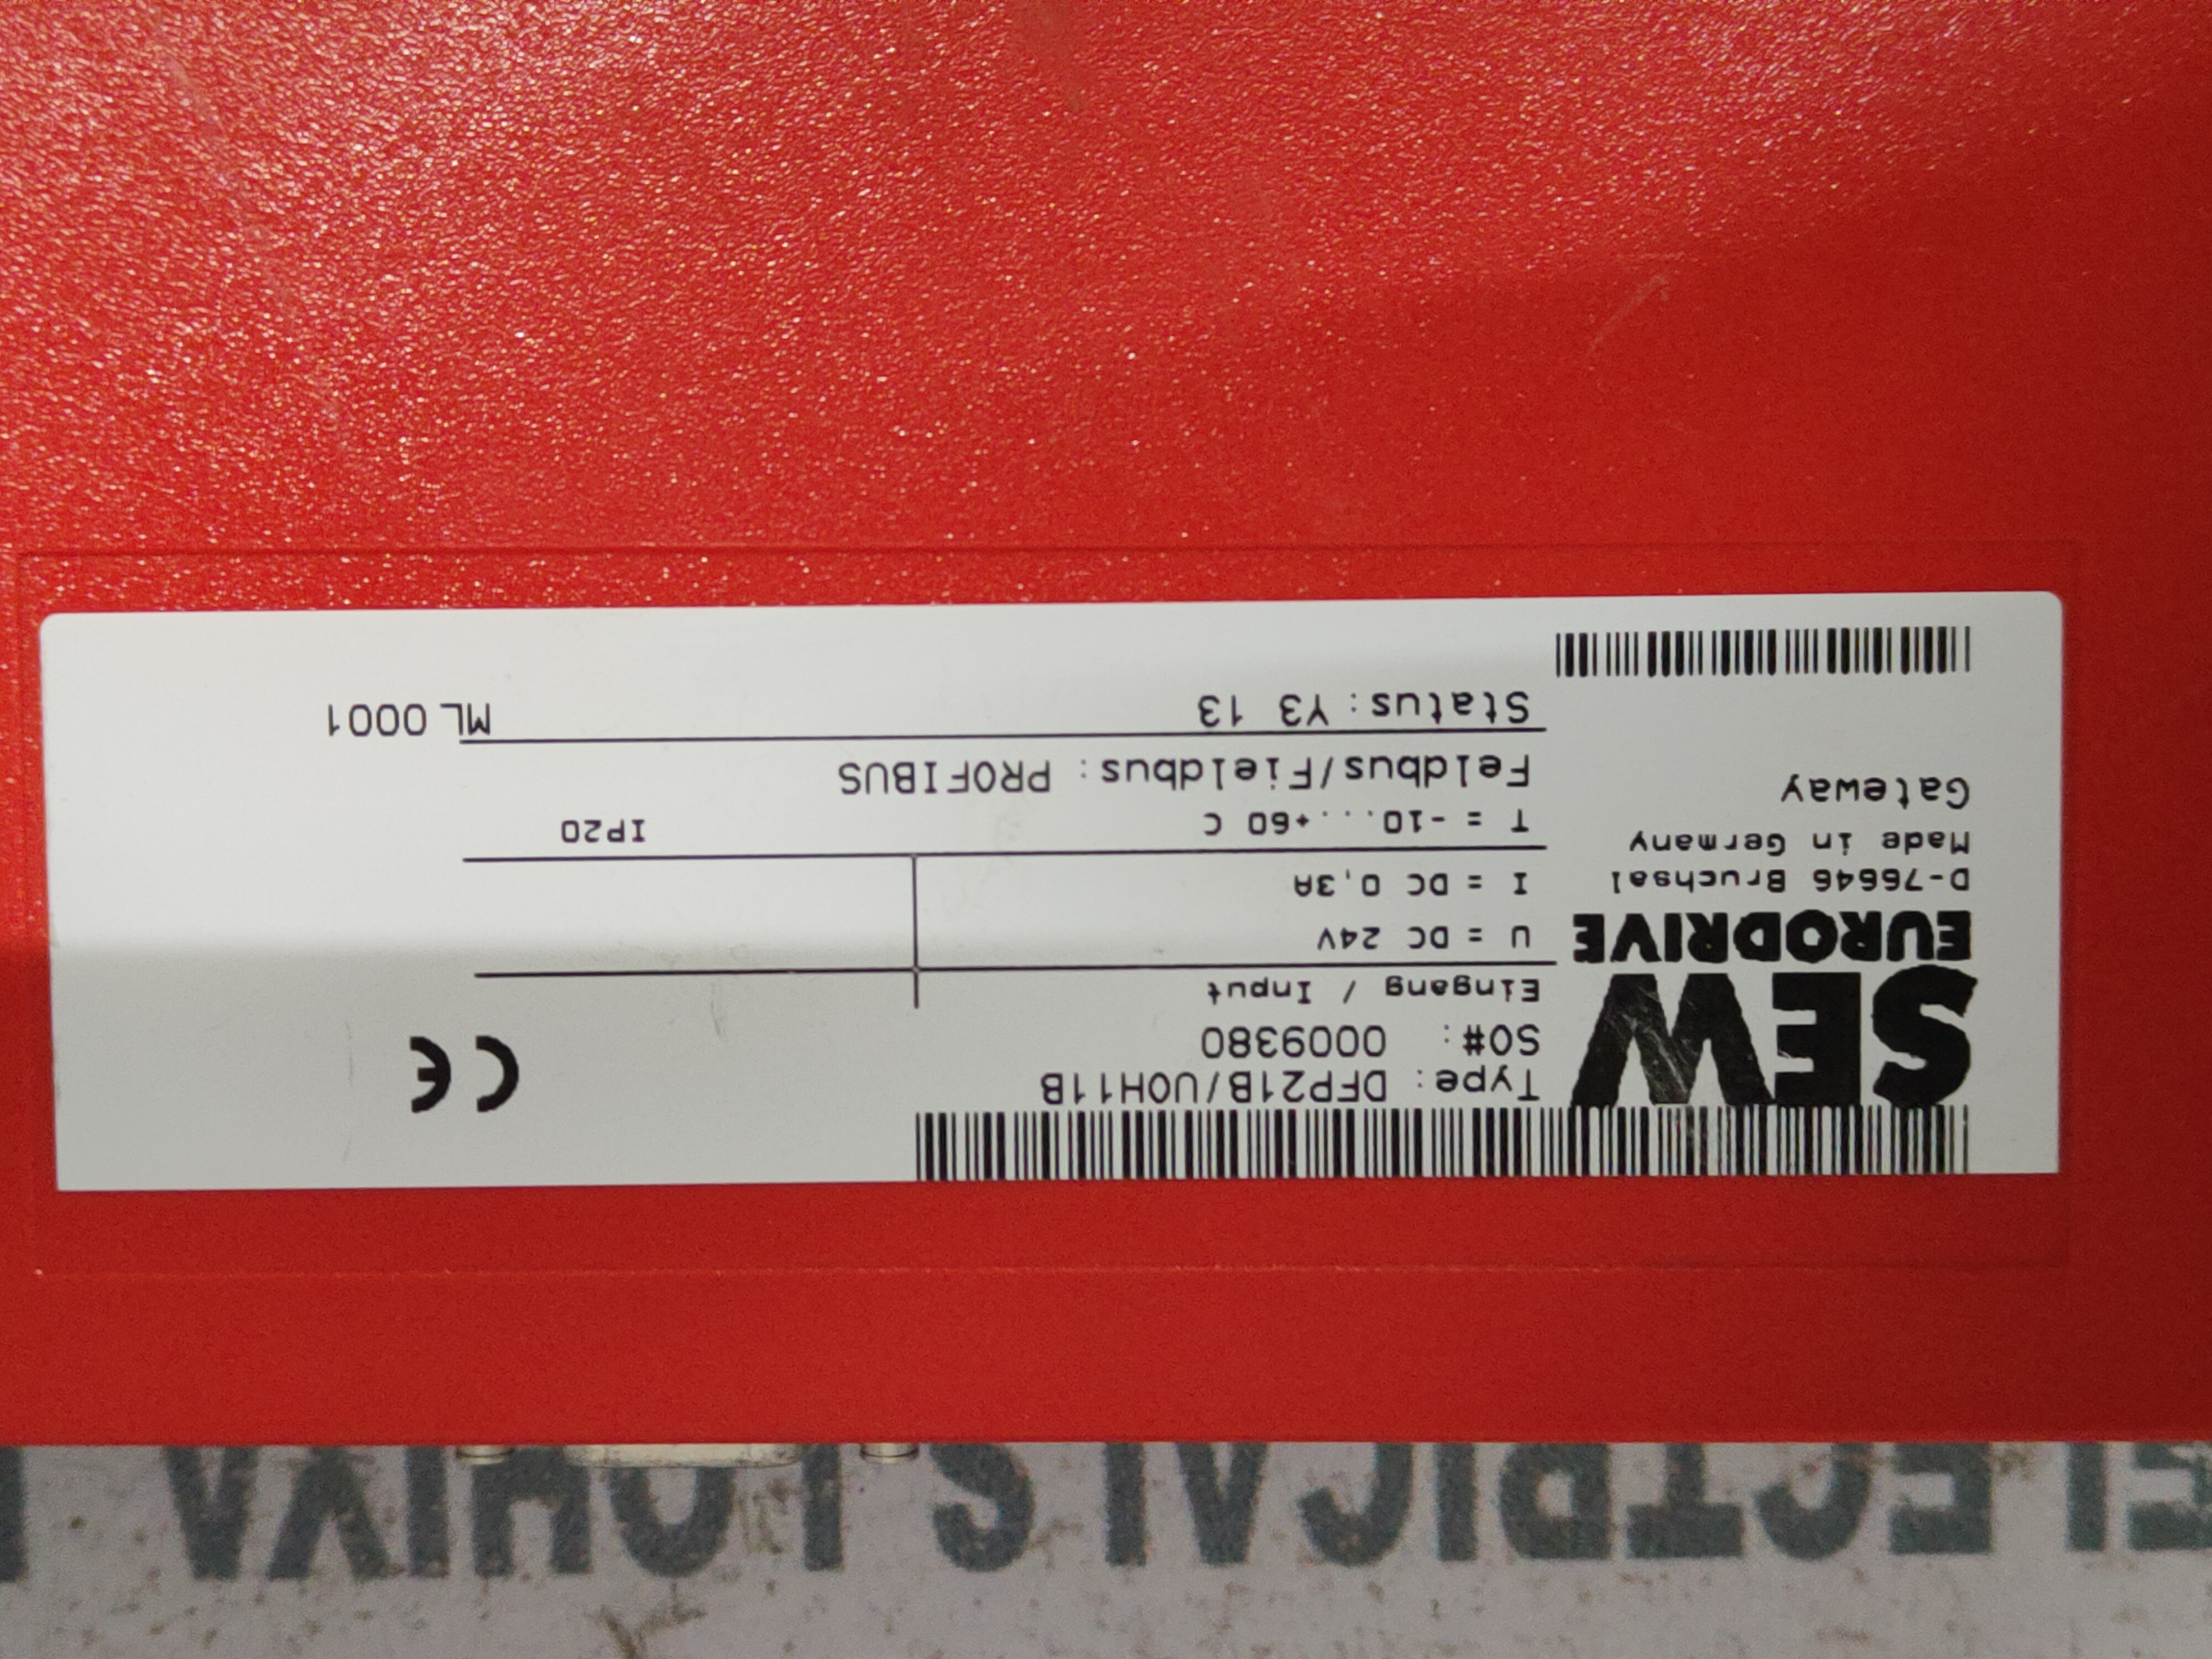 Type: DFP21B/UOH11B
SO#: 0009380
SEW
EURODRIVE
D-76646 Bruchsal
Made in Germany
Gateway
Eingang / Input
U = DC 24V
I = DC 0,3A
T = -10...+60 C
IP20
Feldbus/Fieldbus: PROFIBUS
Status: Y3 13
ML 0001
CE